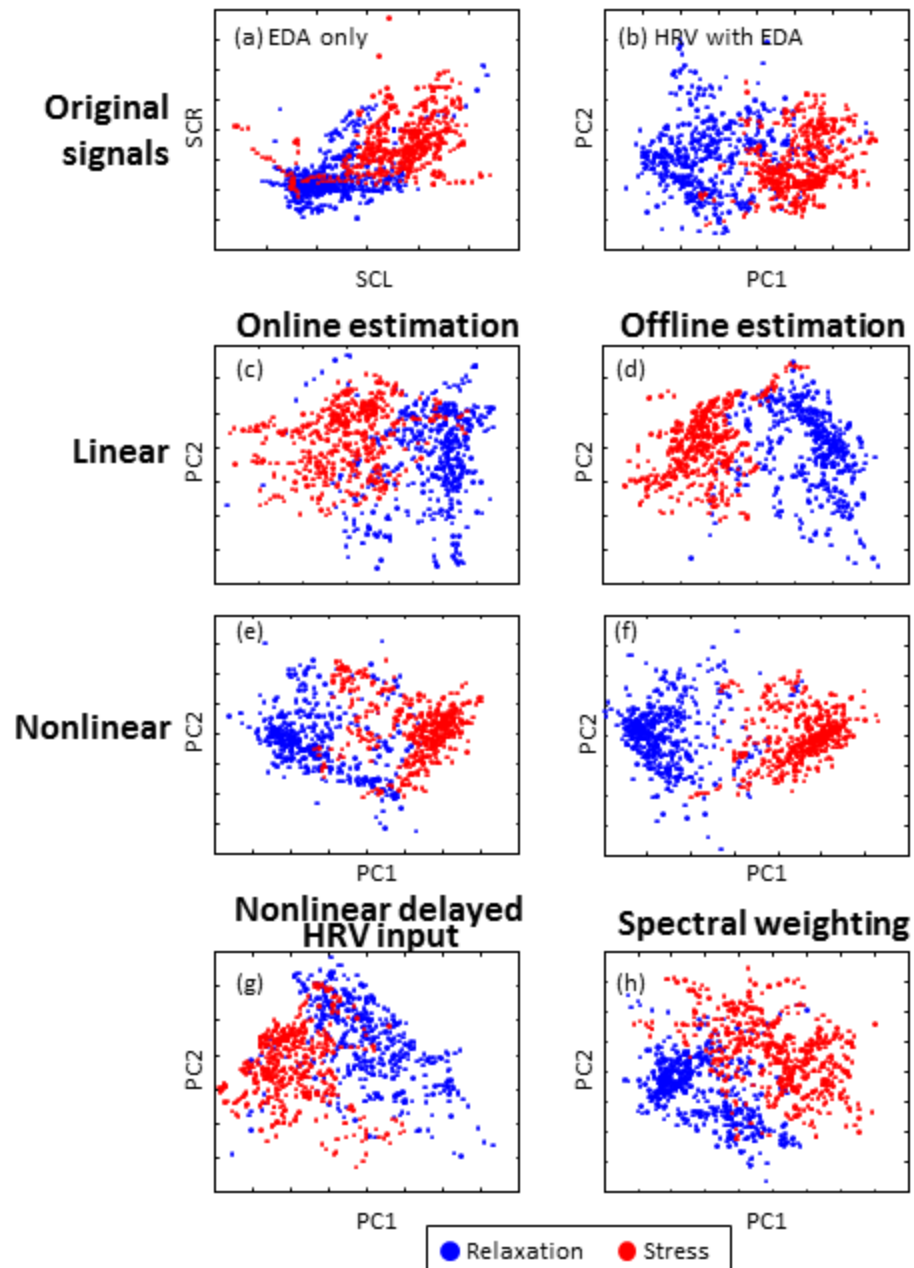 (a) EDA only
(b) HRV with EDA
Original
signals
SCR
PC2
SCL
PC1
Online estimation
Offline estimation
(c)
(d)
Linear
PC2
PC2
(e)
(f)
Nonlinear
PC2
PC2
PC1
PC1
Nonlinear delayed
HRV input
Spectral weighting
(g)
(h)
PC2
PC2
PC1
PC1
Relaxation
Stress